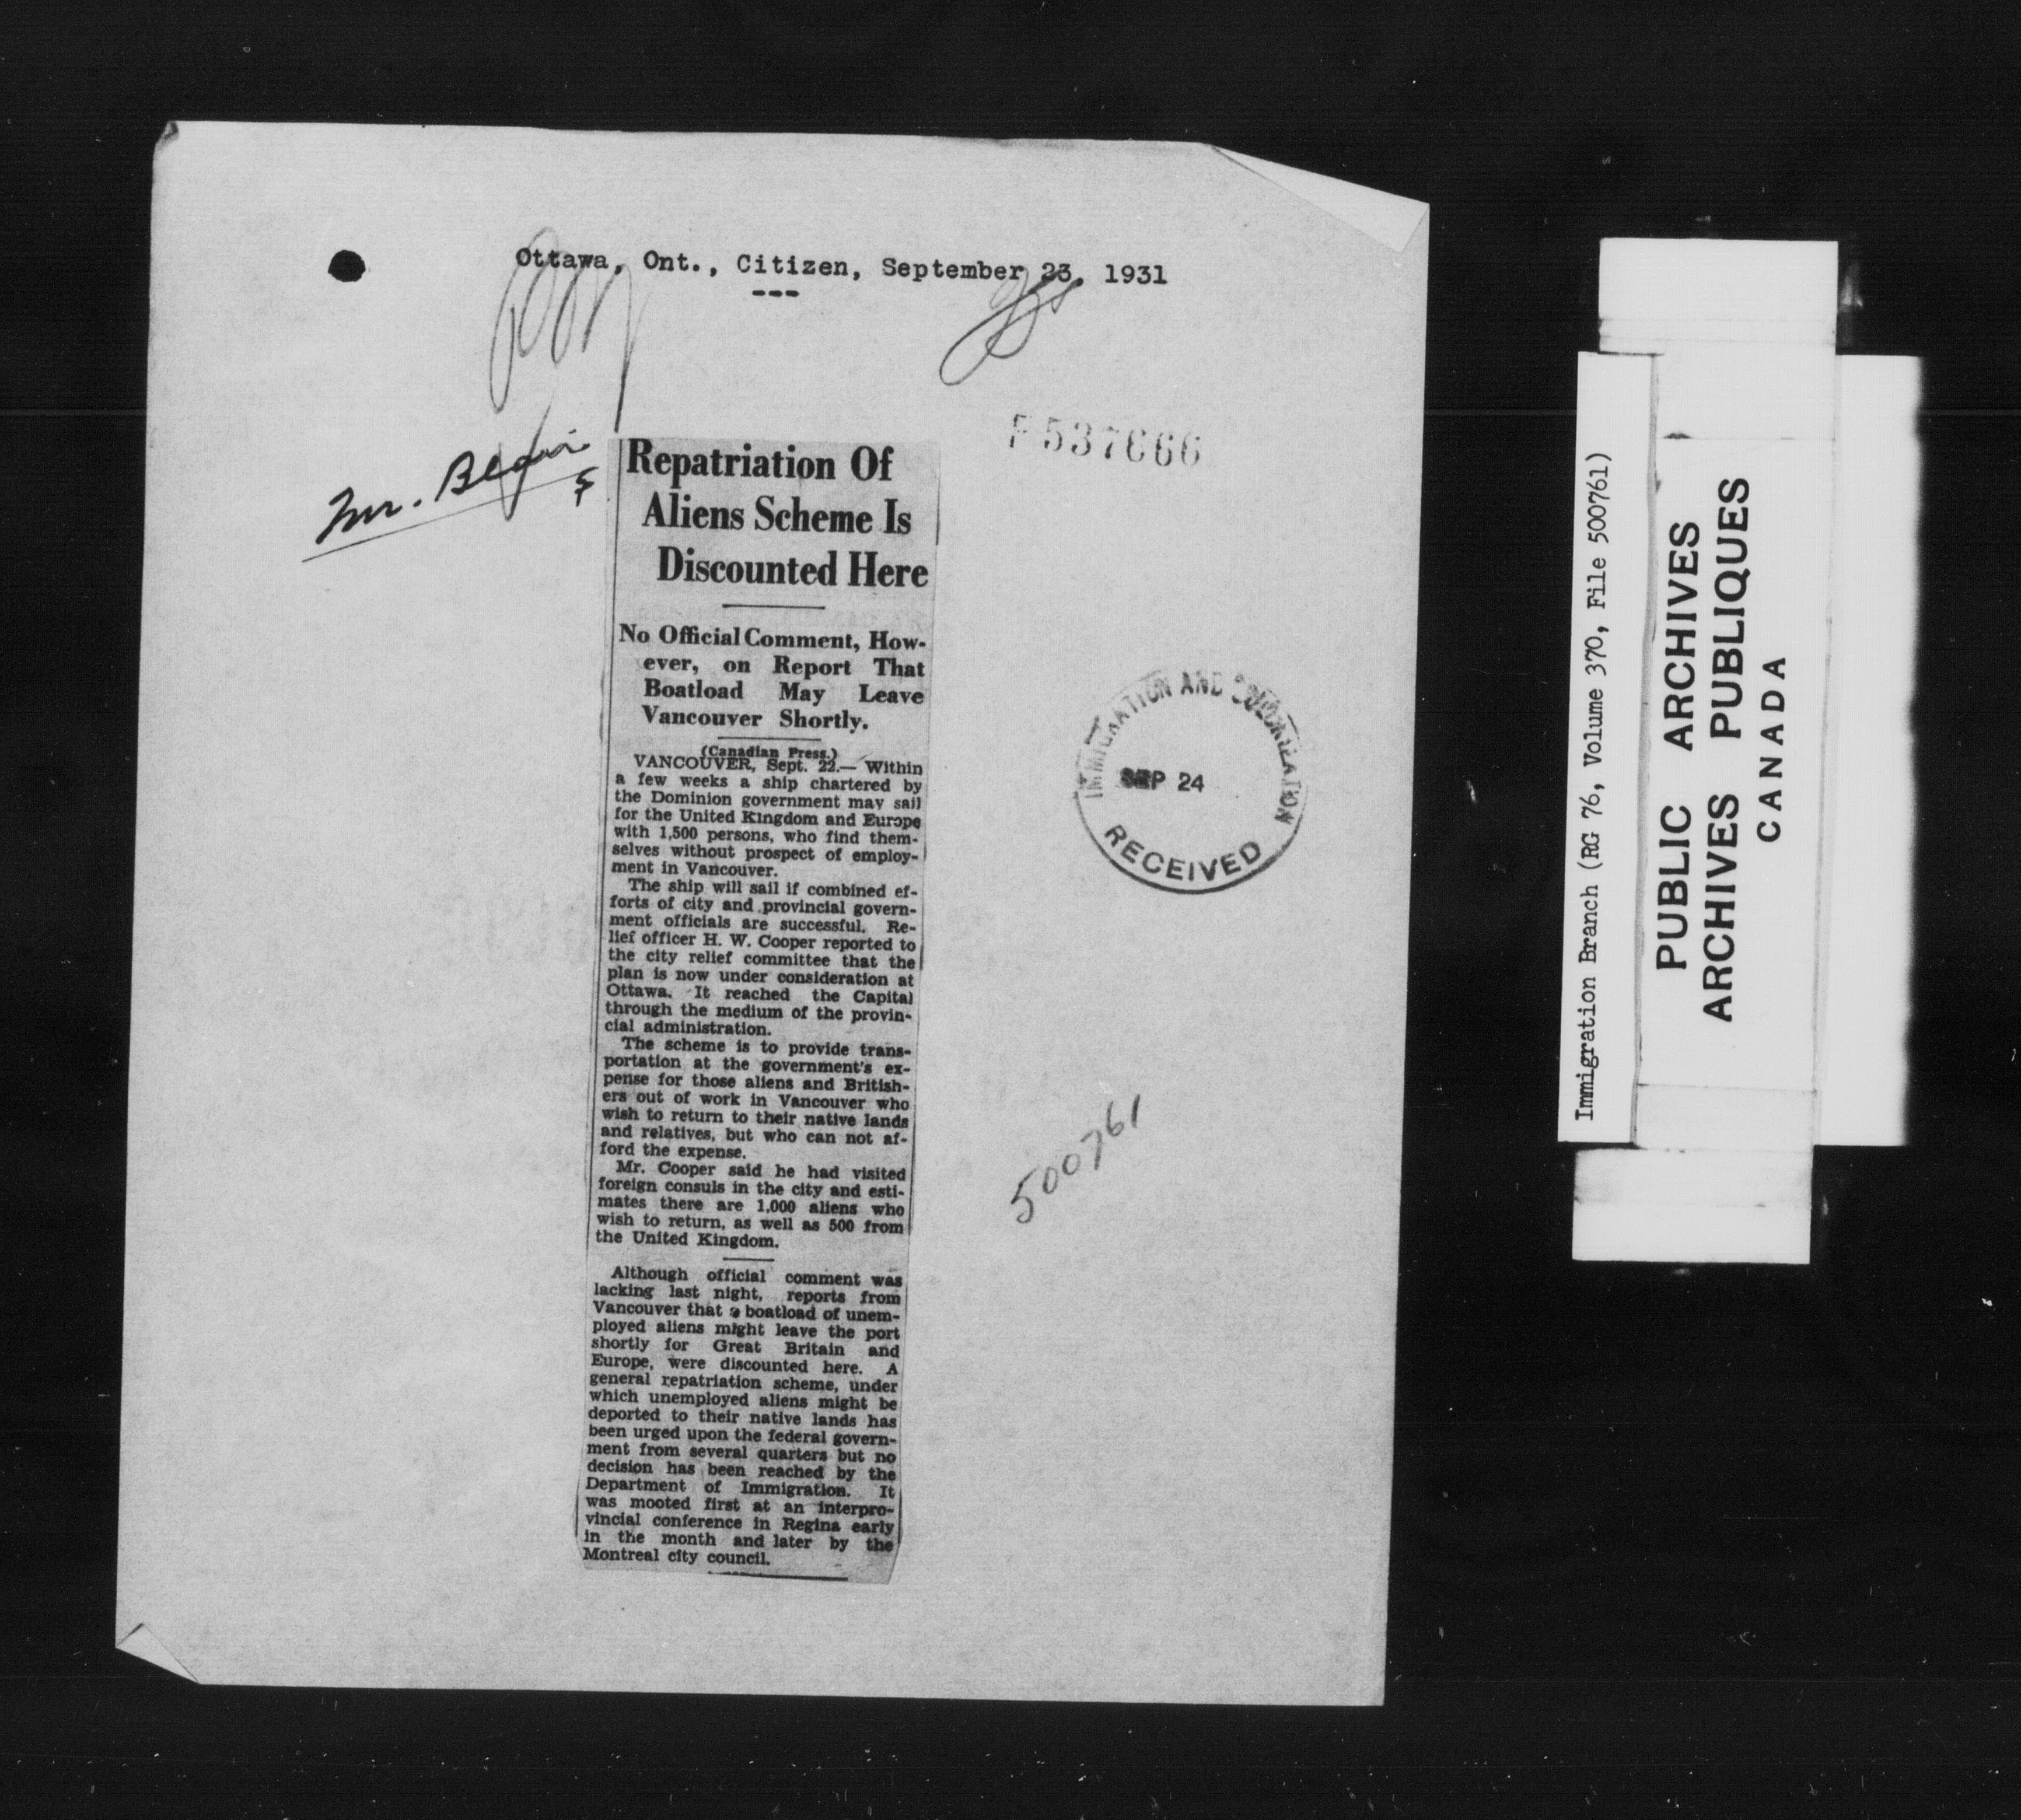 Ottawa, Ont., Citizen, September 23, 1931
---
Mr.
F 537666
Repatriation Of
Aliens Scheme Is
Discounted Here
No Official Comment, How-
ever, on Report That
Boatload May Leave
Vancouver Shortly.
(Canadian Press.)
VANCOUVER, Sept. 22.— Within
a few weeks a ship chartered by
the Dominion government may sail
for the United Kingdom and Europe
with 1,500 persons, who find them-
selves without prospect of employ-
ment in Vancouver.
The ship will sail if combined ef-
forts of city and provincial govern-
ment officials are successful. Re-
lief officer H. W. Cooper reported to
the city relief committee that the
plan is now under consideration at
Ottawa. It reached the Capital
through the medium of the provin-
cial administration.
The scheme is to provide trans-
portation at the government's ex-
pense for those aliens and British-
ers out of work in Vancouver who
wish to return to their native lands
and relatives, but who can not af-
ford the expense.
Mr. Cooper said he had visited
foreign consuls in the city and esti-
mates there are 1,000 aliens who
wish to return, as well as 500 from
the United Kingdom.
Although official comment was
lacking last night, reports from
Vancouver that a boatload of unem-
ployed aliens might leave the port
shortly for Great Britain and
Europe, were discounted here. A
general repatriation scheme, under
which unemployed aliens might be
deported to their native lands has
been urged upon the federal govern-
ment from several quarters but no
decision has been reached by the
Department of Immigration. It
was mooted first at an interpro-
vincial conference in Regina early
in the month and later by the
Montreal city council.
IMMIGRATION AND COLONIZATION
SEP 24
RECEIVED
500761
Immigration Branch (RG 76, Volume 370, File 500761)
PUBLIC ARCHIVES
ARCHIVES PUBLIQUES
CANADA